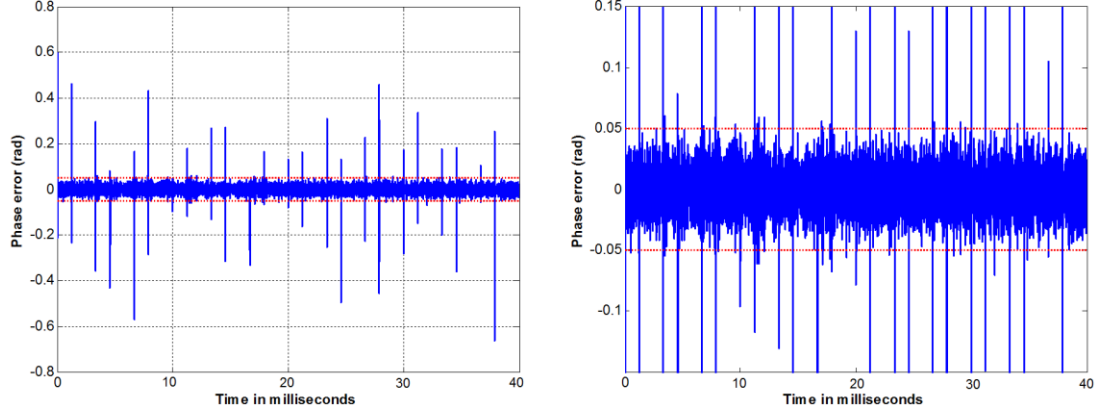 0.8
0.6
0.4
0.2
0
-0.2
-0.4
-0.6
-0.8
Phase error (rad)
0 10 20 30 40
Time in milliseconds
0.15
0.1
0.05
0
-0.05
-0.1
Phase error (rad)
0 10 20 30 40
Time in milliseconds